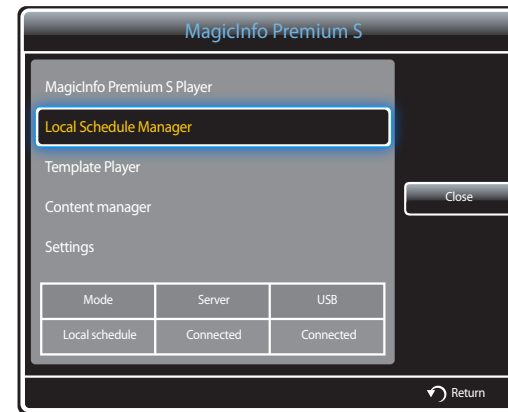 MagicInfo Premium S
MagicInfo Premium S Player
Local Schedule Manager
Template Player
Content manager
Close
Settings
Mode Server USB
Local schedule Connected Connected
Return